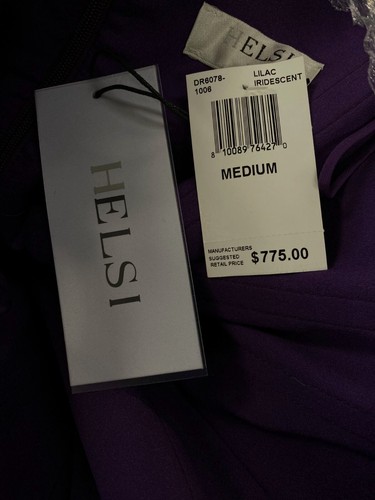 HELSI
DR6078-
1006
LILAC
IRIDESCENT
8 10089 76427 0
MEDIUM
MANUFACTURERS
SUGGESTED
RETAIL PRICE
$775.00
HELSI